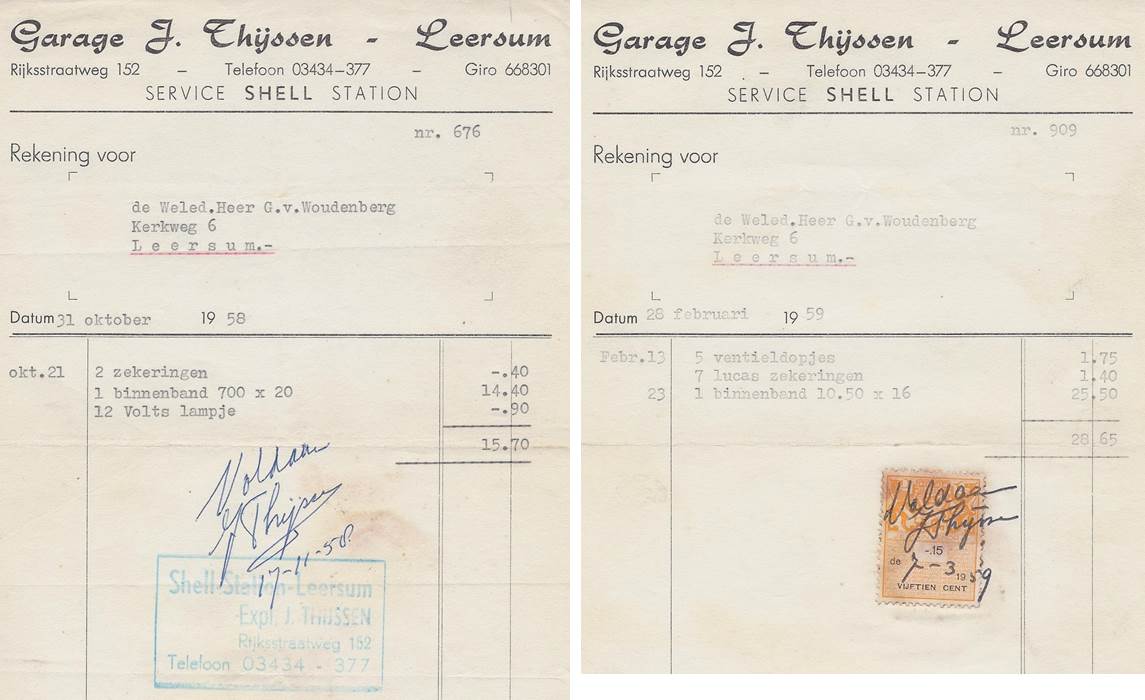 Garage J. Thijssen - Leersum
Rijksstraatweg 152 – Telefoon 03434–377 – Giro 668301
SERVICE SHELL STATION
nr. 676
Rekening voor
de Weled.Heer G.v.Woudenberg
Kerkweg 6
L e e r s u m.-
Datum 31 oktober 19 58
okt.21 2 zekeringen -.40
1 binnenband 700 x 20 14.40
12 Volts lampje -.90
15.70
Voldaan
J Thijssen
17-11-58.
Shell-Station-Leersum
Expl. J. THIJSSEN
Rijksstraatweg 152
Telefoon 03434 - 377
Garage J. Thijssen - Leersum
Rijksstraatweg 152 – Telefoon 03434–377 – Giro 668301
SERVICE SHELL STATION
nr. 909
Rekening voor
de Weled.Heer G.v.Woudenberg
Kerkweg 6
L e e r s u m.-
Datum 28 februari 19 59
Febr.13 5 ventieldopjes 1.75
7 lucas zekeringen 1.40
23 1 binnenband 10.50 x 16 25.50
28.65
Voldaan
J Thijssen
-.15
de 7-3 1959
VIJFTIEN CENT